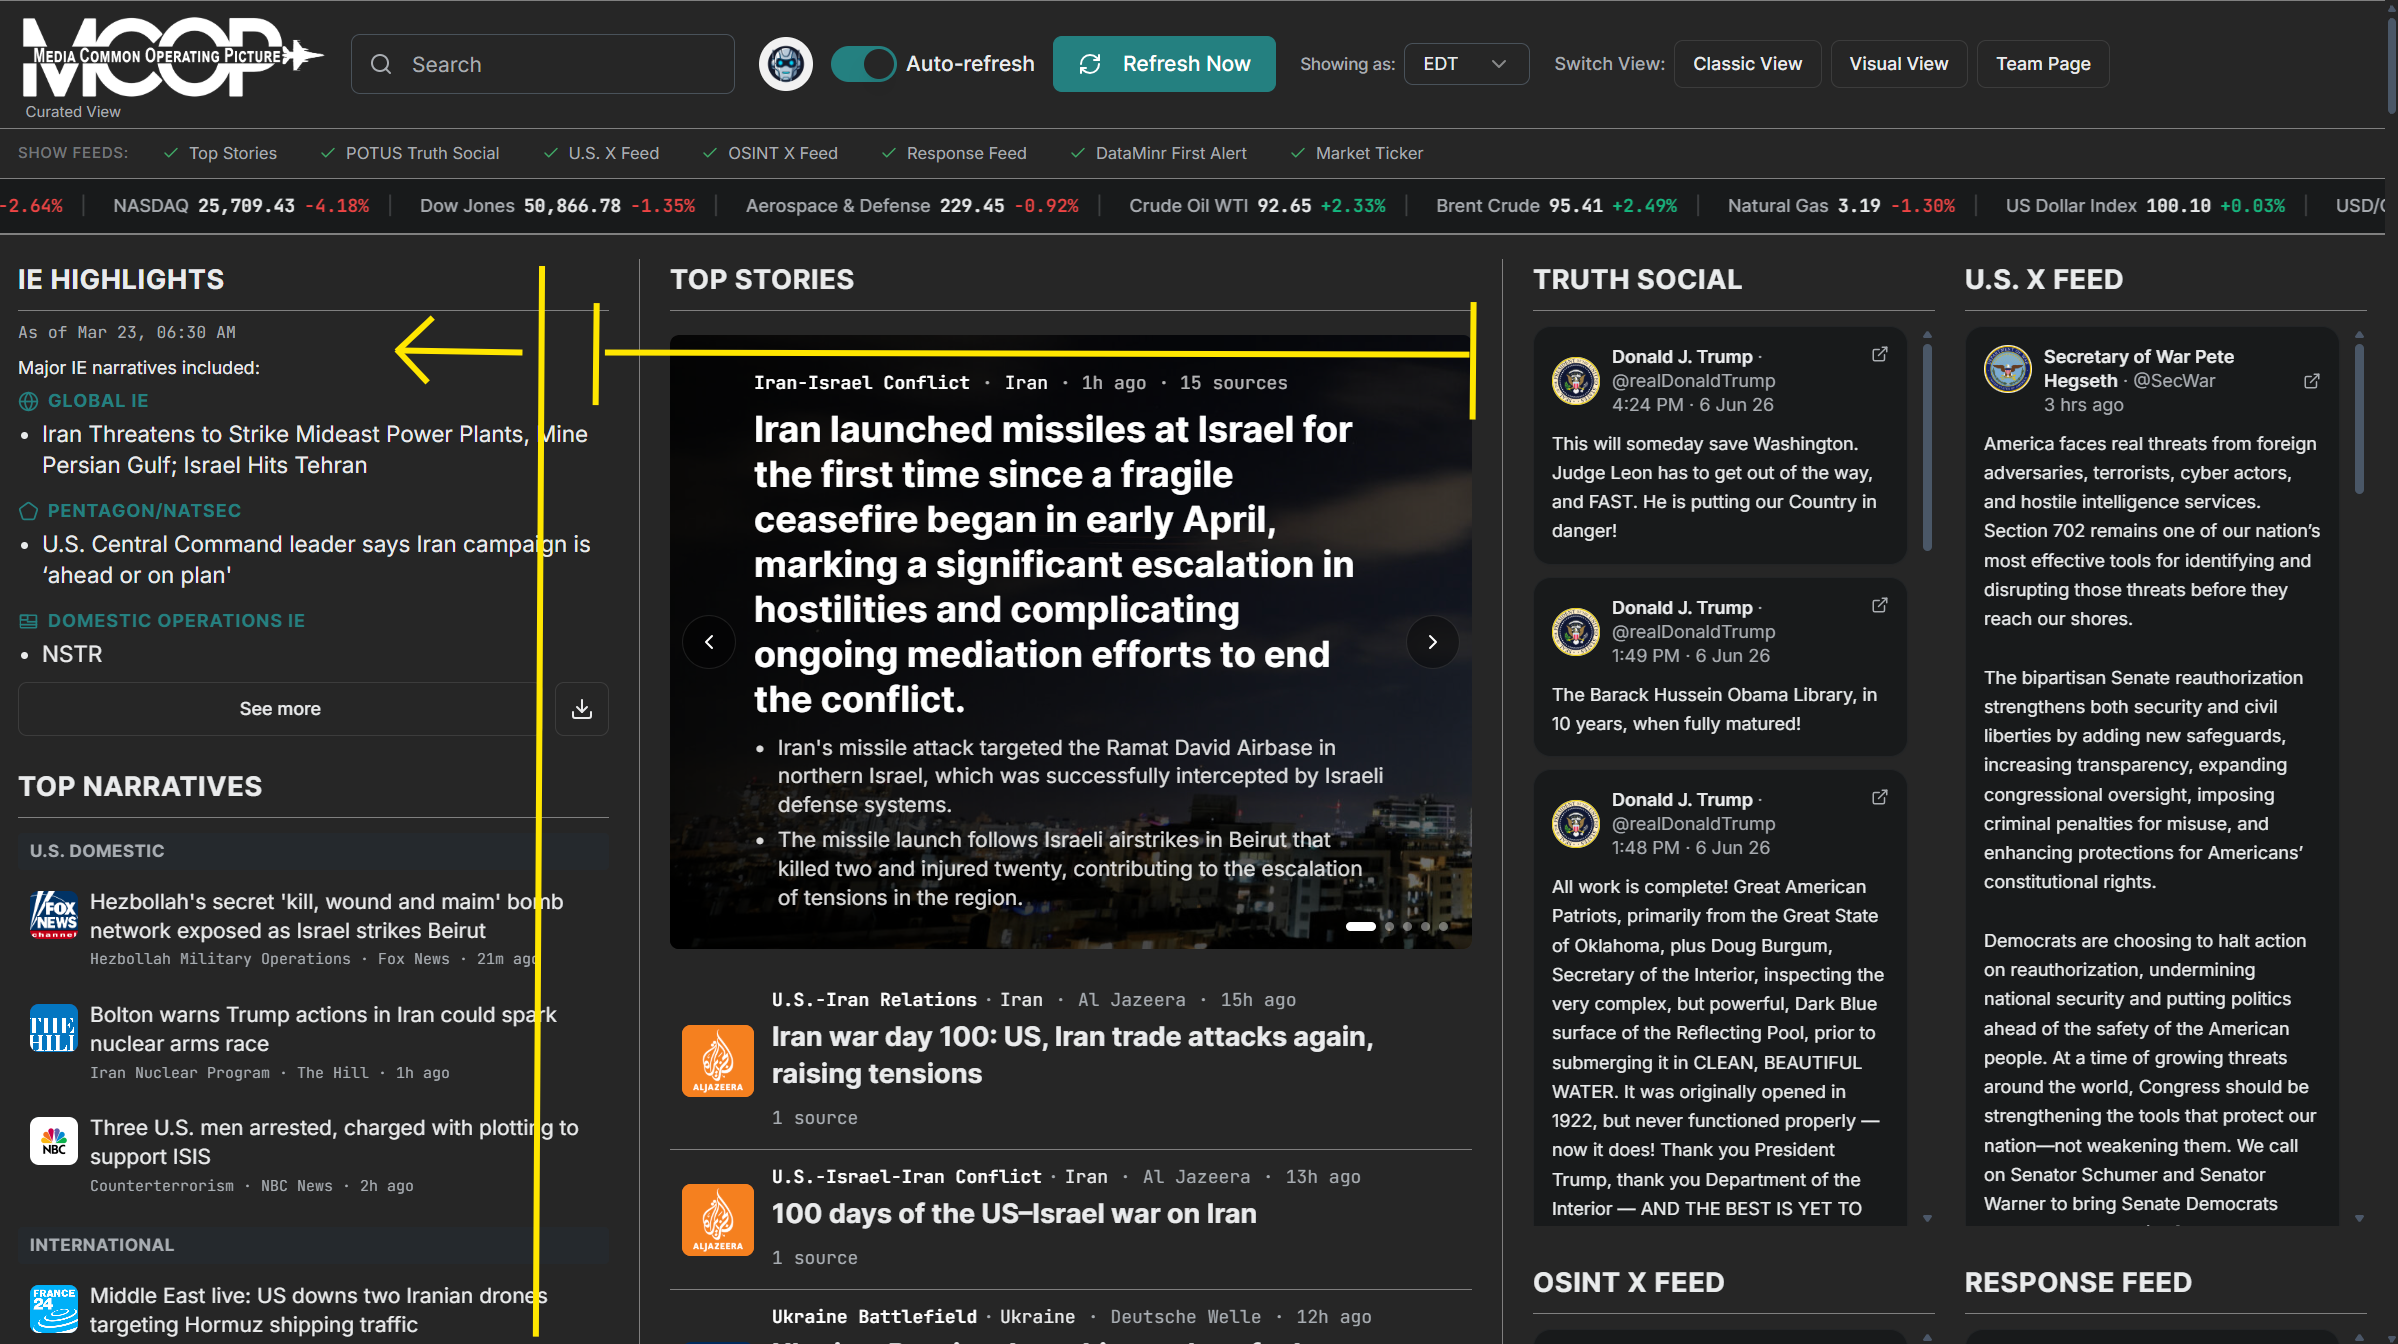 MCOP
MEDIA COMMON OPERATING PICTURE
Curated View
Search
Auto-refresh
Refresh Now
Showing as:
EDT
Switch View:
Classic View
Visual View
Team Page
SHOW FEEDS:
Top Stories
POTUS Truth Social
U.S. X Feed
OSINT X Feed
Response Feed
DataMinr First Alert
Market Ticker
-2.64%
NASDAQ 25,709.43 -4.18%
Dow Jones 50,866.78 -1.35%
Aerospace & Defense 229.45 -0.92%
Crude Oil WTI 92.65 +2.33%
Brent Crude 95.41 +2.49%
Natural Gas 3.19 -1.30%
US Dollar Index 100.10 +0.03%
USD/
IE HIGHLIGHTS
As of Mar 23, 06:30 AM
Major IE narratives included:
GLOBAL IE
• Iran Threatens to Strike Mideast Power Plants, Mine
Persian Gulf; Israel Hits Tehran
PENTAGON/NATSEC
• U.S. Central Command leader says Iran campaign is
‘ahead or on plan'
DOMESTIC OPERATIONS IE
• NSTR
See more
TOP NARRATIVES
U.S. DOMESTIC
FOX
NEWS
channel
Hezbollah's secret 'kill, wound and maim' bomb
network exposed as Israel strikes Beirut
Hezbollah Military Operations · Fox News · 21m ago
THE
HILL
Bolton warns Trump actions in Iran could spark
nuclear arms race
Iran Nuclear Program · The Hill · 1h ago
NBC
Three U.S. men arrested, charged with plotting to
support ISIS
Counterterrorism · NBC News · 2h ago
INTERNATIONAL
FRANCE
24
Middle East live: US downs two Iranian drones
targeting Hormuz shipping traffic
TOP STORIES
Iran-Israel Conflict · Iran · 1h ago · 15 sources
Iran launched missiles at Israel for
the first time since a fragile
ceasefire began in early April,
marking a significant escalation in
hostilities and complicating
ongoing mediation efforts to end
the conflict.
• Iran's missile attack targeted the Ramat David Airbase in
northern Israel, which was successfully intercepted by Israeli
defense systems.
• The missile launch follows Israeli airstrikes in Beirut that
killed two and injured twenty, contributing to the escalation
of tensions in the region.
U.S.-Iran Relations · Iran · Al Jazeera · 15h ago
ALJAZEERA
Iran war day 100: US, Iran trade attacks again,
raising tensions
1 source
U.S.-Israel-Iran Conflict · Iran · Al Jazeera · 13h ago
ALJAZEERA
100 days of the US–Israel war on Iran
1 source
Ukraine Battlefield · Ukraine · Deutsche Welle · 12h ago
TRUTH SOCIAL
Donald J. Trump ·
@realDonaldTrump
4:24 PM · 6 Jun 26
This will someday save Washington.
Judge Leon has to get out of the way,
and FAST. He is putting our Country in
danger!
Donald J. Trump ·
@realDonaldTrump
1:49 PM · 6 Jun 26
The Barack Hussein Obama Library, in
10 years, when fully matured!
Donald J. Trump ·
@realDonaldTrump
1:48 PM · 6 Jun 26
All work is complete! Great American
Patriots, primarily from the Great State
of Oklahoma, plus Doug Burgum,
Secretary of the Interior, inspecting the
very complex, but powerful, Dark Blue
surface of the Reflecting Pool, prior to
submerging it in CLEAN, BEAUTIFUL
WATER. It was originally opened in
1922, but never functioned properly —
now it does! Thank you President
Trump, thank you Department of the
Interior — AND THE BEST IS YET TO
OSINT X FEED
U.S. X FEED
Secretary of War Pete
Hegseth · @SecWar
3 hrs ago
America faces real threats from foreign
adversaries, terrorists, cyber actors,
and hostile intelligence services.
Section 702 remains one of our nation’s
most effective tools for identifying and
disrupting those threats before they
reach our shores.
The bipartisan Senate reauthorization
strengthens both security and civil
liberties by adding new safeguards,
increasing transparency, expanding
congressional oversight, imposing
criminal penalties for misuse, and
enhancing protections for Americans’
constitutional rights.
Democrats are choosing to halt action
on reauthorization, undermining
national security and putting politics
ahead of the safety of the American
people. At a time of growing threats
around the world, Congress should be
strengthening the tools that protect our
nation—not weakening them. We call
on Senator Schumer and Senator
Warner to bring Senate Democrats
RESPONSE FEED